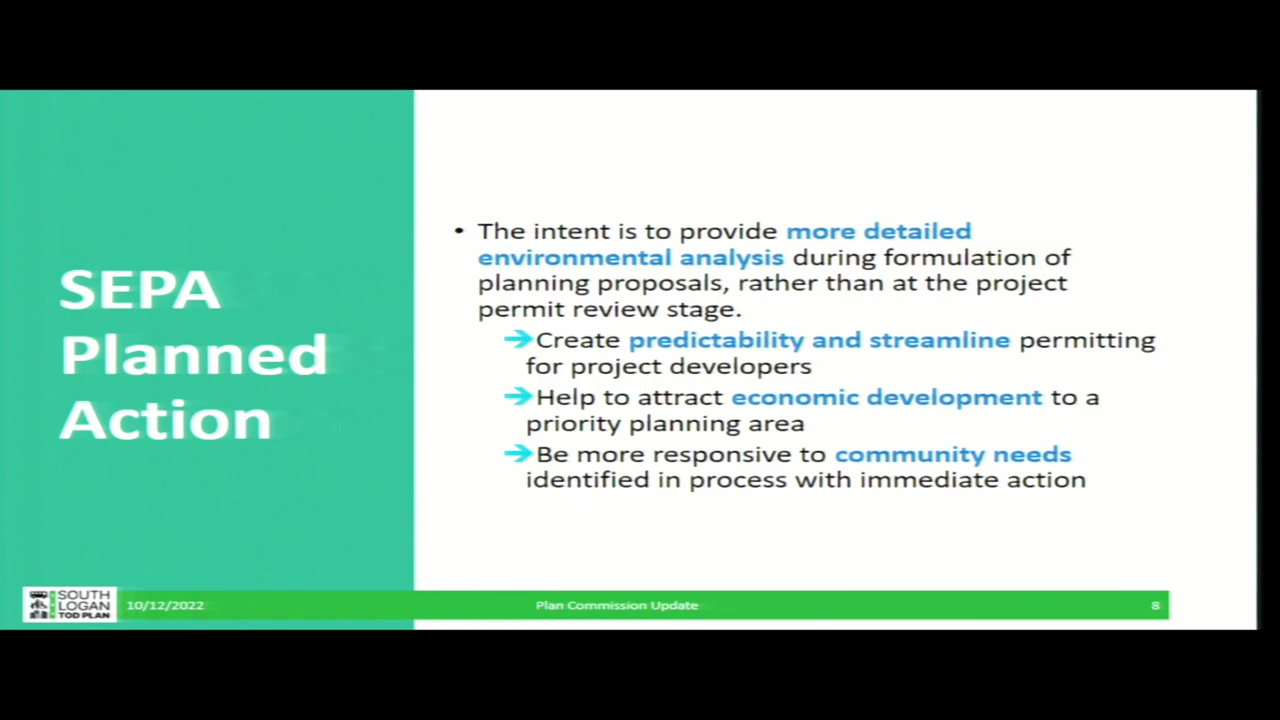 SEPA
Planned
Action
• The intent is to provide more detailed
environmental analysis during formulation of
planning proposals, rather than at the project
permit review stage.
➔Create predictability and streamline permitting
for project developers
➔Help to attract economic development to a
priority planning area
➔Be more responsive to community needs
identified in process with immediate action
SOUTH
LOGAN
TOD PLAN
10/12/2022
Plan Commission Update
8